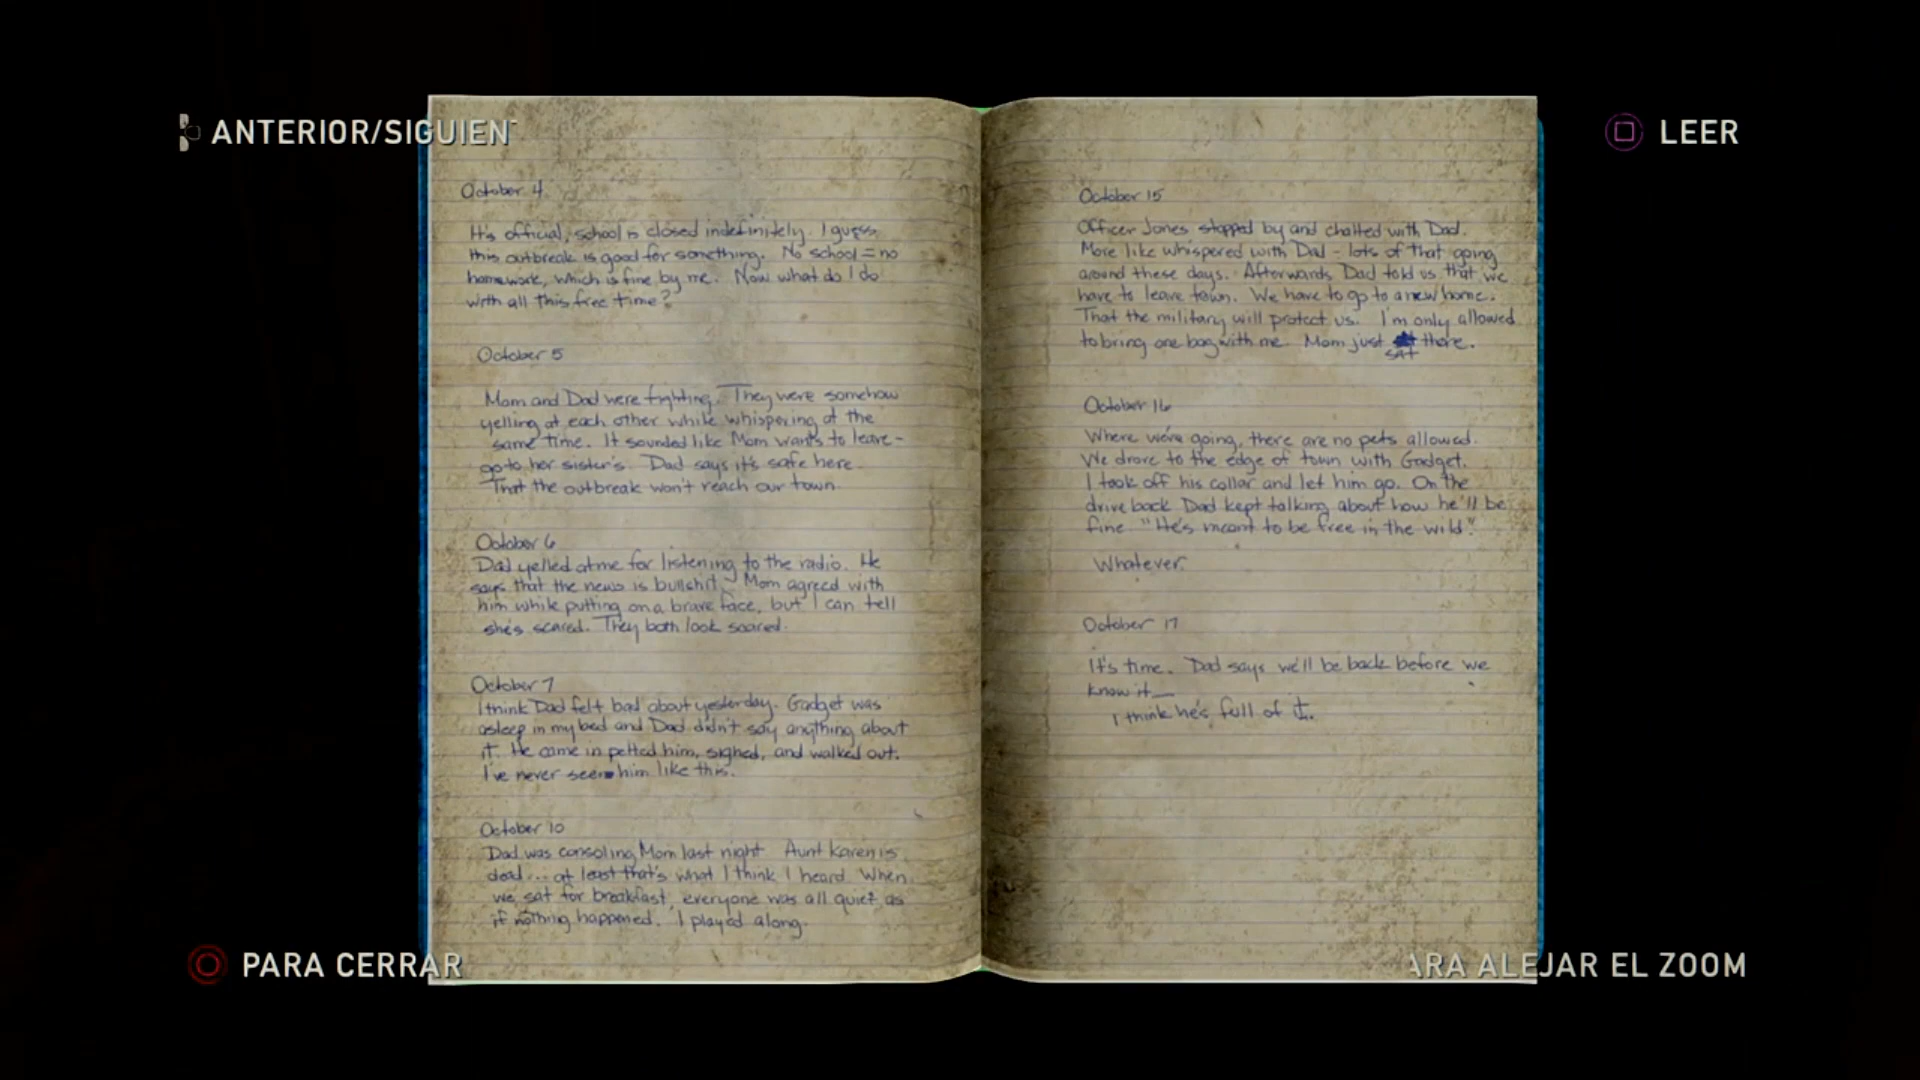 ANTERIOR/SIGUIEN
LEER
October 4
It's official, school is closed indefinitely. I guess
this outbreak is good for something. No school = no
homework, which is fine by me. Now what do I do
with all this free time?
October 5
Mom and Dad were fighting. They were somehow
yelling at each other while whispering at the
same time. It sounded like Mom wants to leave -
go to her sister's. Dad says it's safe here.
That the outbreak won't reach our town.
October 6
Dad yelled at me for listening to the radio. He
says that the news is bullshit. Mom agreed with
him while putting on a brave face, but I can tell
she's scared. They both look scared.
October 7
I think Dad felt bad about yesterday. Gadget was
asleep in my bed and Dad didn't say anything about
it. He came in petted him, sighed, and walked out.
I've never seen him like this.
October 10
Dad was consoling Mom last night. Aunt Karen is
dead... at least that's what I think I heard. When
we sat for breakfast, everyone was all quiet as
if nothing happened. I played along.
October 15
Officer Jones stopped by and chatted with Dad.
More like whispered with Dad - lots of that going
around these days. Afterwards Dad told us that we
have to leave town. We have to go to a new home.
That the military will protect us. I'm only allowed
to bring one bag with me. Mom just sat there.
October 16
Where we're going, there are no pets allowed.
We drove to the edge of town with Gadget.
I took off his collar and let him go. On the
drive back Dad kept talking about how he'll be
fine. "He's meant to be free in the wild".
Whatever.
October 17
It's time. Dad says we'll be back before we
know it—
I think he's full of it.
PARA CERRAR
ARA ALEJAR EL ZOOM